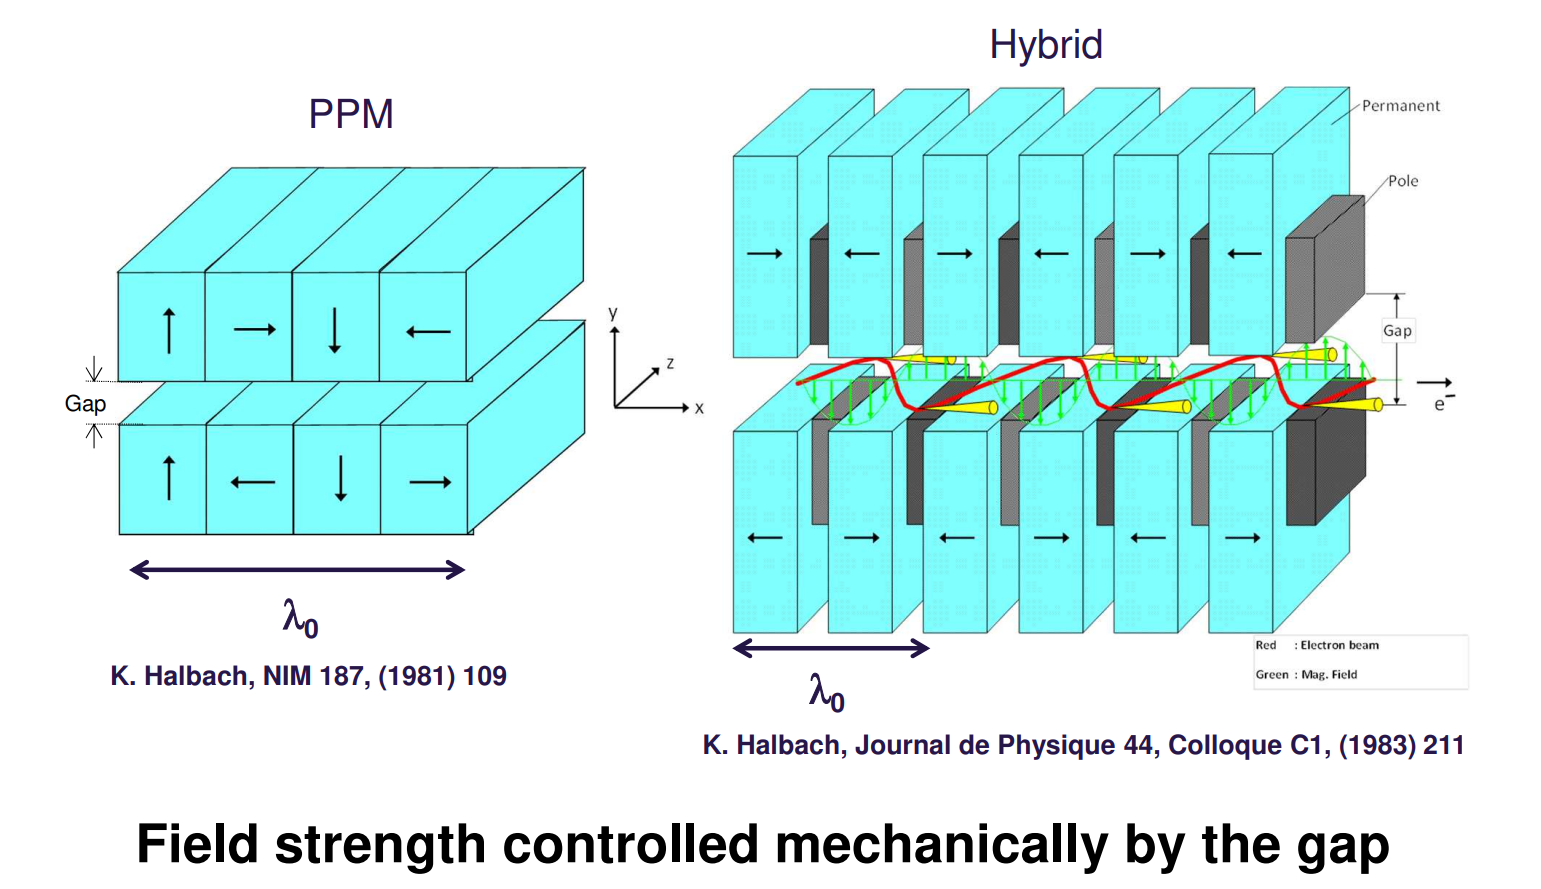 Hybrid
PPM
Permanent
Pole
Gap
y
z
x
Gap
e⁻
λ₀
K. Halbach, NIM 187, (1981) 109
Red : Electron beam
Green : Mag. Field
λ₀
K. Halbach, Journal de Physique 44, Colloque C1, (1983) 211
Field strength controlled mechanically by the gap